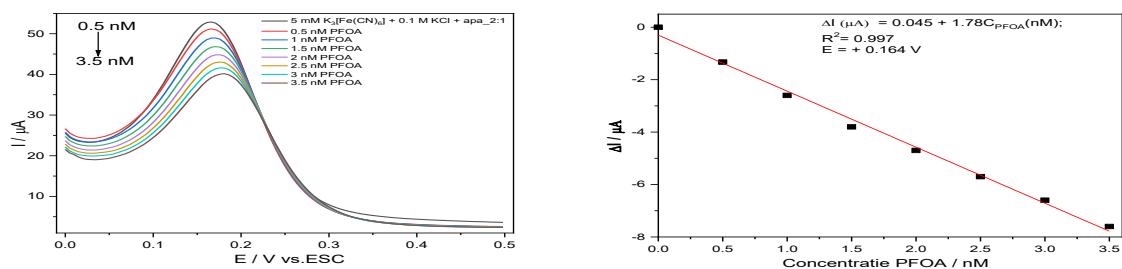 5 mM K₃[Fe(CN)₆] + 0.1 M KCl + apa_2:1
0.5 nM PFOA
1 nM PFOA
1.5 nM PFOA
2 nM PFOA
2.5 nM PFOA
3 nM PFOA
3.5 nM PFOA
0.5 nM
3.5 nM
50
40
30
20
10
I / µA
0.0
0.1
0.2
0.3
0.4
0.5
E / V vs.ESC
ΔI (µA) = 0.045 + 1.78C_PFOA(nM);
R²= 0.997
E = + 0.164 V
0
-2
-4
-6
-8
ΔI / µA
0.0
0.5
1.0
1.5
2.0
2.5
3.0
3.5
Concentratie PFOA / nM